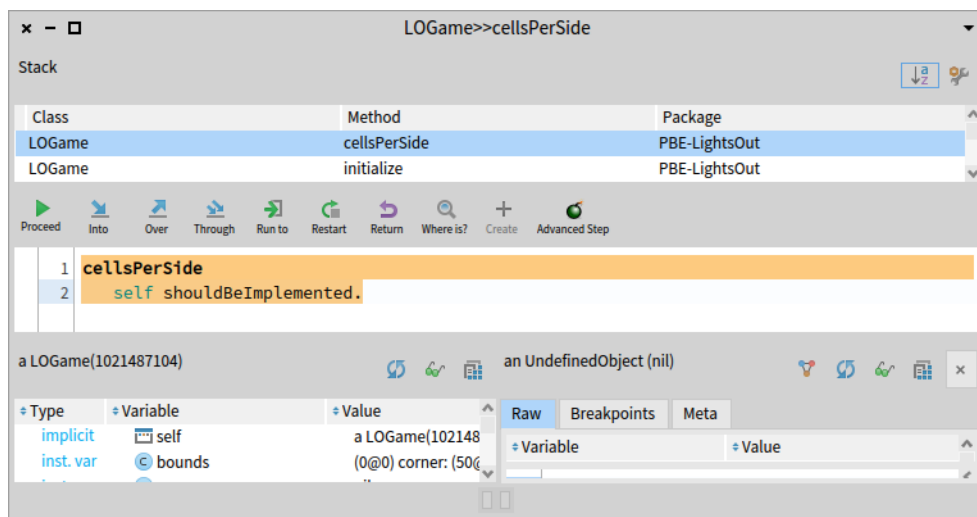 LOGame>>cellsPerSide
Stack
Class Method Package
LOGame cellsPerSide PBE-LightsOut
LOGame initialize PBE-LightsOut
Proceed Into Over Through Run to Restart Return Where is? Create Advanced Step
1 cellsPerSide
2 self shouldBeImplemented.
a LOGame(1021487104) an UndefinedObject (nil)
Type Variable Value Raw Breakpoints Meta
implicit self a LOGame(102148 Variable Value
inst. var bounds (0@0) corner: (50@